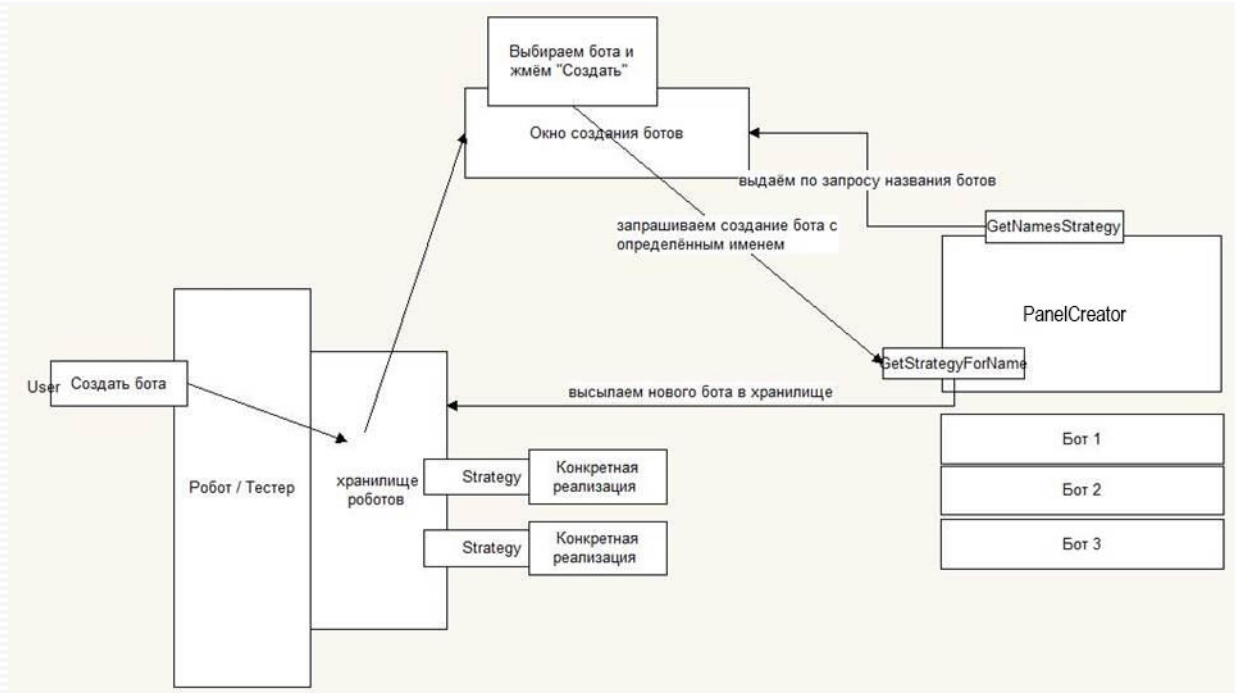 Выбираем бота и
жмём "Создать"
Окно создания ботов
выдаём по запросу названия ботов
запрашиваем создание бота с
определённым именем
GetNamesStrategy
PanelCreator
GetStrategyForName
User
Создать бота
высылаем нового бота в хранилище
Робот / Тестер
хранилище
роботов
Strategy
Конкретная
реализация
Strategy
Конкретная
реализация
Бот 1
Бот 2
Бот 3